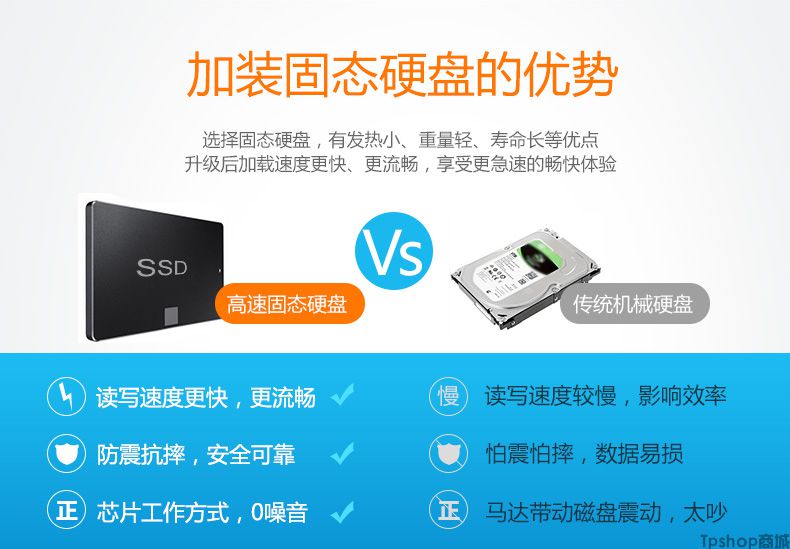 加装固态硬盘的优势
选择固态硬盘，有发热小、重量轻、寿命长等优点
升级后加载速度更快、更流畅，享受更急速的畅快体验
SSD
高速固态硬盘
Vs
传统机械硬盘
读写速度更快，更流畅
慢 读写速度较慢，影响效率
防震抗摔，安全可靠
怕震怕摔，数据易损
正 芯片工作方式，0噪音
正 马达带动磁盘震动，太吵
Tpshop商城